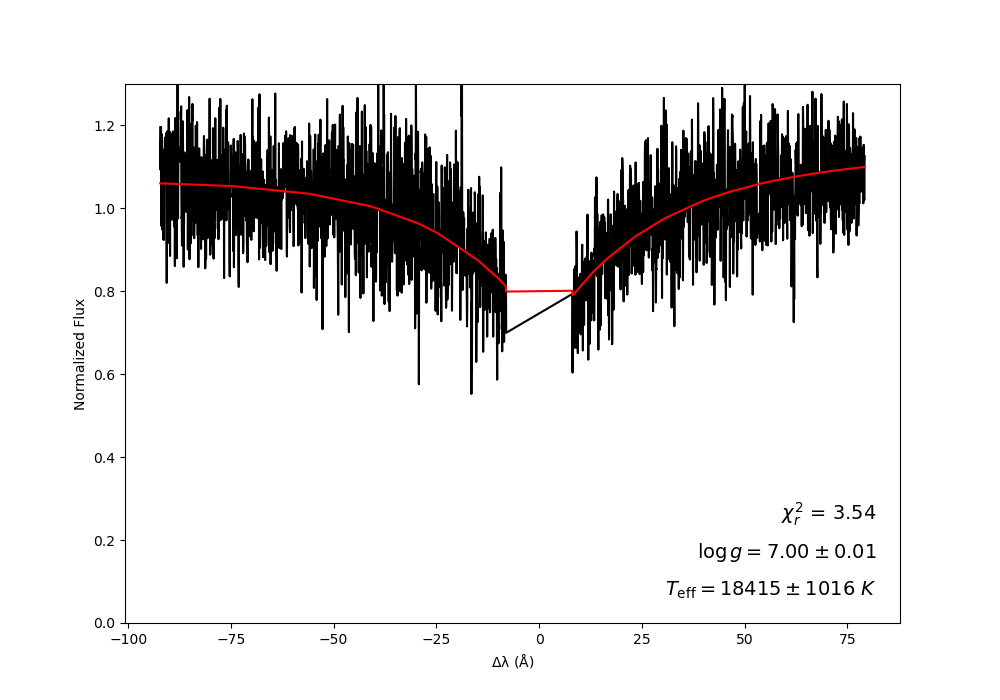 1.2
1.0
0.8
0.6
0.4
0.2
0.0
Normalized Flux
χ²ᵣ = 3.54
log g = 7.00 ± 0.01
T_eff = 18415 ± 1016 K
−100 −75 −50 −25 0 25 50 75
Δλ (Å)